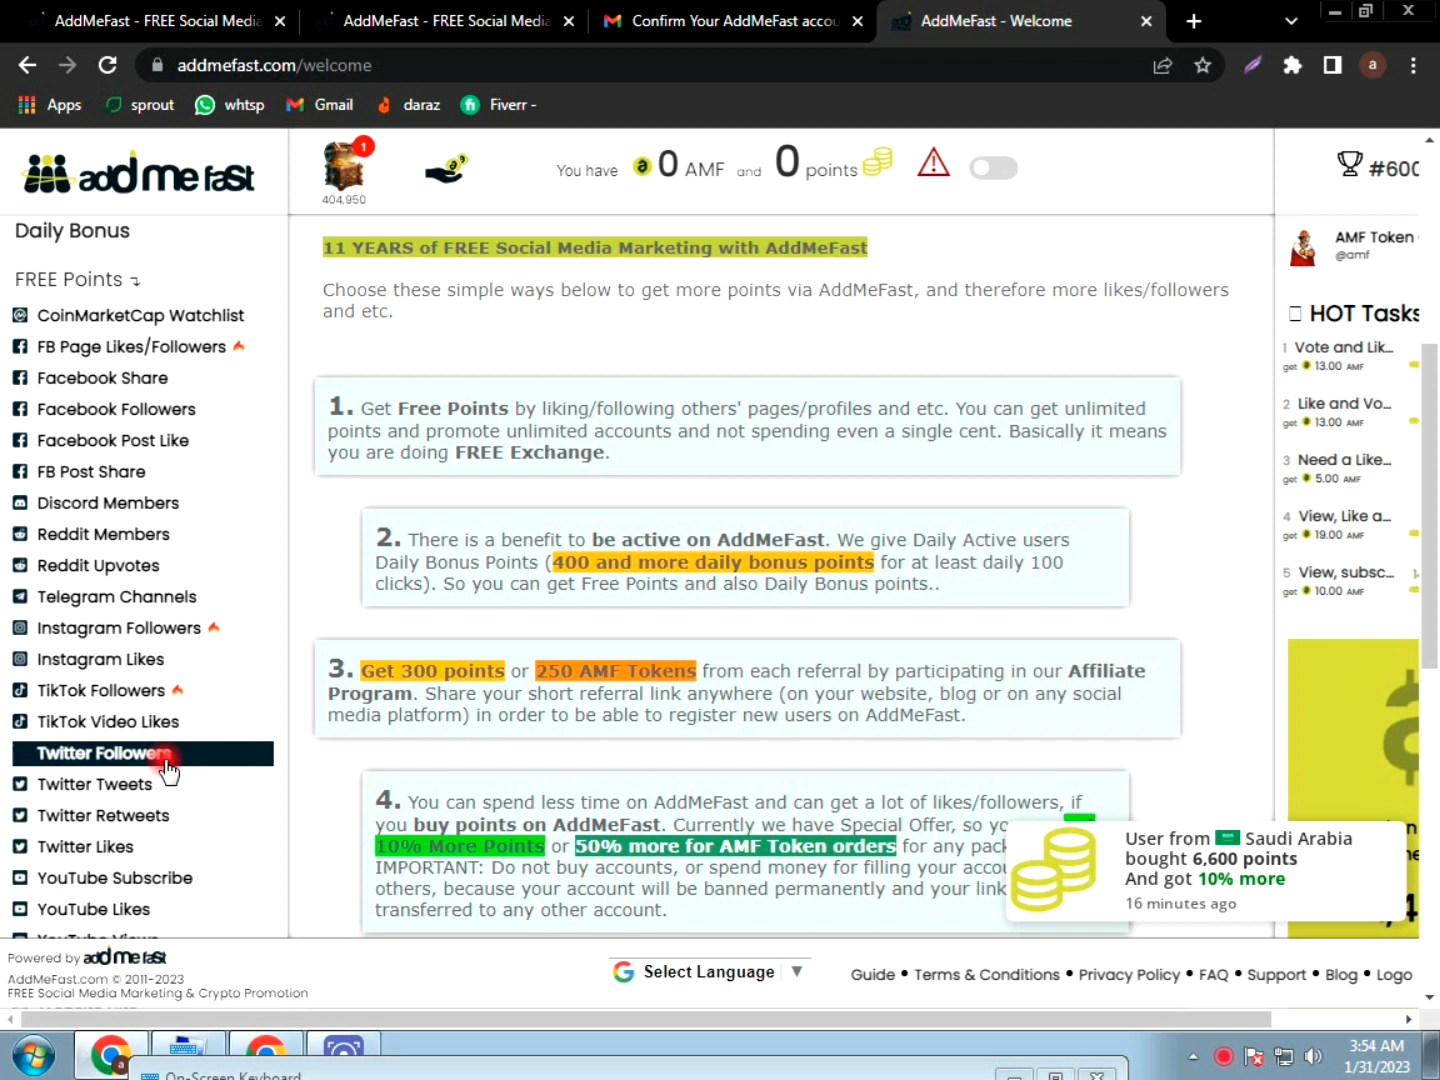 AddMeFast - FREE Social Media
AddMeFast - FREE Social Media
Confirm Your AddMeFast accou
AddMeFast - Welcome
addmefast.com/welcome
a
Apps
sprout
whtsp
Gmail
daraz
Fiverr -
add me fast
1
404,950
You have 0 AMF and 0 points
#600
Daily Bonus
FREE Points
CoinMarketCap Watchlist
FB Page Likes/Followers
Facebook Share
Facebook Followers
Facebook Post Like
FB Post Share
Discord Members
Reddit Members
Reddit Upvotes
Telegram Channels
Instagram Followers
Instagram Likes
TikTok Followers
TikTok Video Likes
Twitter Followers
Twitter Tweets
Twitter Retweets
Twitter Likes
YouTube Subscribe
YouTube Likes
YouTube Views
11 YEARS of FREE Social Media Marketing with AddMeFast
Choose these simple ways below to get more points via AddMeFast, and therefore more likes/followers
and etc.
1. Get Free Points by liking/following others' pages/profiles and etc. You can get unlimited
points and promote unlimited accounts and not spending even a single cent. Basically it means
you are doing FREE Exchange.
2. There is a benefit to be active on AddMeFast. We give Daily Active users
Daily Bonus Points (400 and more daily bonus points for at least daily 100
clicks). So you can get Free Points and also Daily Bonus points..
3. Get 300 points or 250 AMF Tokens from each referral by participating in our Affiliate
Program. Share your short referral link anywhere (on your website, blog or on any social
media platform) in order to be able to register new users on AddMeFast.
4. You can spend less time on AddMeFast and can get a lot of likes/followers, if
you buy points on AddMeFast. Currently we have Special Offer, so yo
10% More Points or 50% more for AMF Token orders for any pack
IMPORTANT: Do not buy accounts, or spend money for filling your accou
others, because your account will be banned permanently and your link
transferred to any other account.
AMF Token
@amf
HOT Tasks
1 Vote and Lik...
get 13.00 AMF
2 Like and Vo...
get 13.00 AMF
3 Need a Like...
get 5.00 AMF
4 View, Like a...
get 19.00 AMF
5 View, subsc...
get 10.00 AMF
User from Saudi Arabia
bought 6,600 points
And got 10% more
16 minutes ago
Powered by add me fast
AddMeFast.com © 2011-2023
FREE Social Media Marketing & Crypto Promotion
Select Language ▼
Guide • Terms & Conditions • Privacy Policy • FAQ • Support • Blog • Logo
3:54 AM
1/31/2023
On-Screen Keyboard